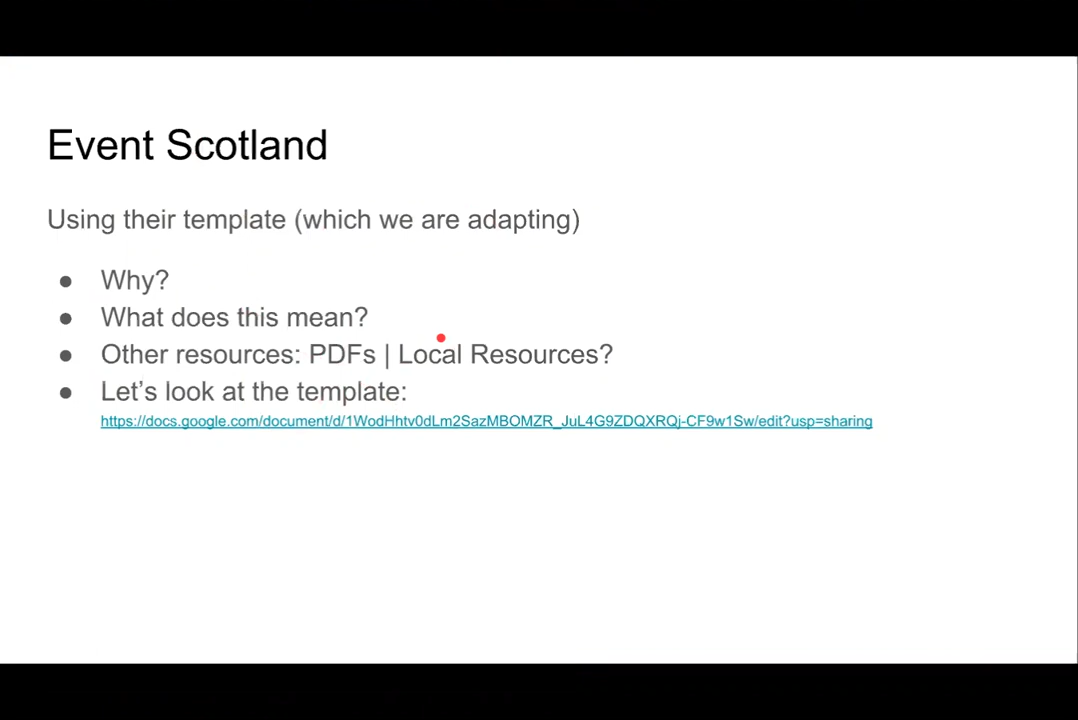 Event Scotland
Using their template (which we are adapting)
● Why?
● What does this mean?
● Other resources: PDFs | Local Resources?
● Let’s look at the template:
https://docs.google.com/document/d/1WodHhtv0dLm2SazMBOMZR_JuL4G9ZDQXRQj-CF9w1Sw/edit?usp=sharing